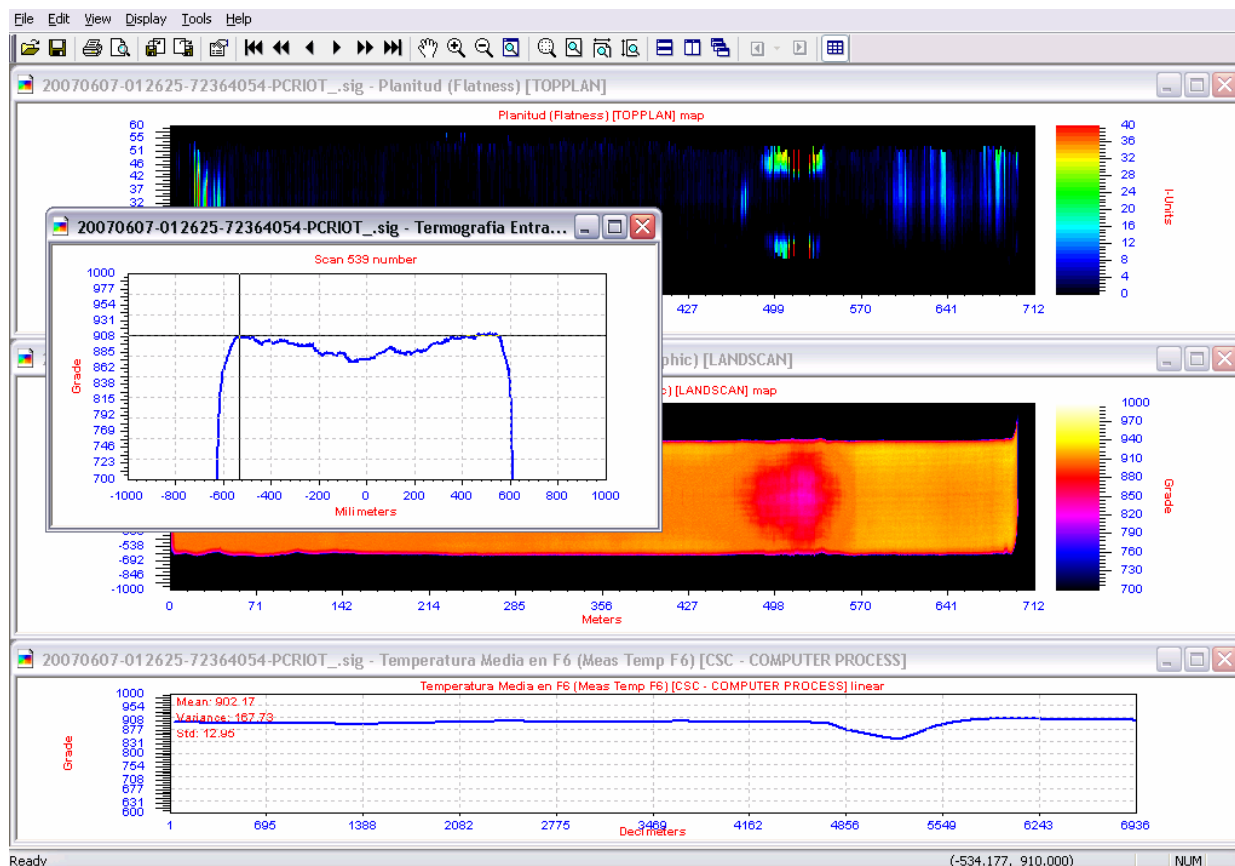 File Edit View Display Tools Help
20070607-012625-72364054-PCRIOT_.sig - Planitud (Flatness) [TOPPLAN]
Planitud (Flatness) [TOPPLAN] map
60
55
51
46
42
37
32
427 499 570 641 712
40
36
32
28
24
20
16
12
8
4
0
I-Units
20070607-012625-72364054-PCRIOT_.sig - Termografia Entra...
Scan 539 number
1000
977
954
931
908
885
862
838
815
792
769
746
723
700
Grade
-1000 -800 -600 -400 -200 0 200 400 600 800 1000
Milimeters
phic) [LANDSCAN]
c) [LANDSCAN] map
-538
-692
-846
-1000
0 71 142 214 285 356 427 498 570 641 712
Meters
1000
970
940
910
880
850
820
790
760
730
700
Grade
20070607-012625-72364054-PCRIOT_.sig - Temperatura Media en F6 (Meas Temp F6) [CSC - COMPUTER PROCESS]
Temperatura Media en F6 (Meas Temp F6) [CSC - COMPUTER PROCESS] linear
Mean: 902.17
Variance: 167.73
Std: 12.95
1000
954
908
877
831
800
754
708
677
631
600
Grade
1 695 1388 2082 2775 3469 4162 4856 5549 6243 6936
Decimeters
Ready (-534.177, 910.000) NUM